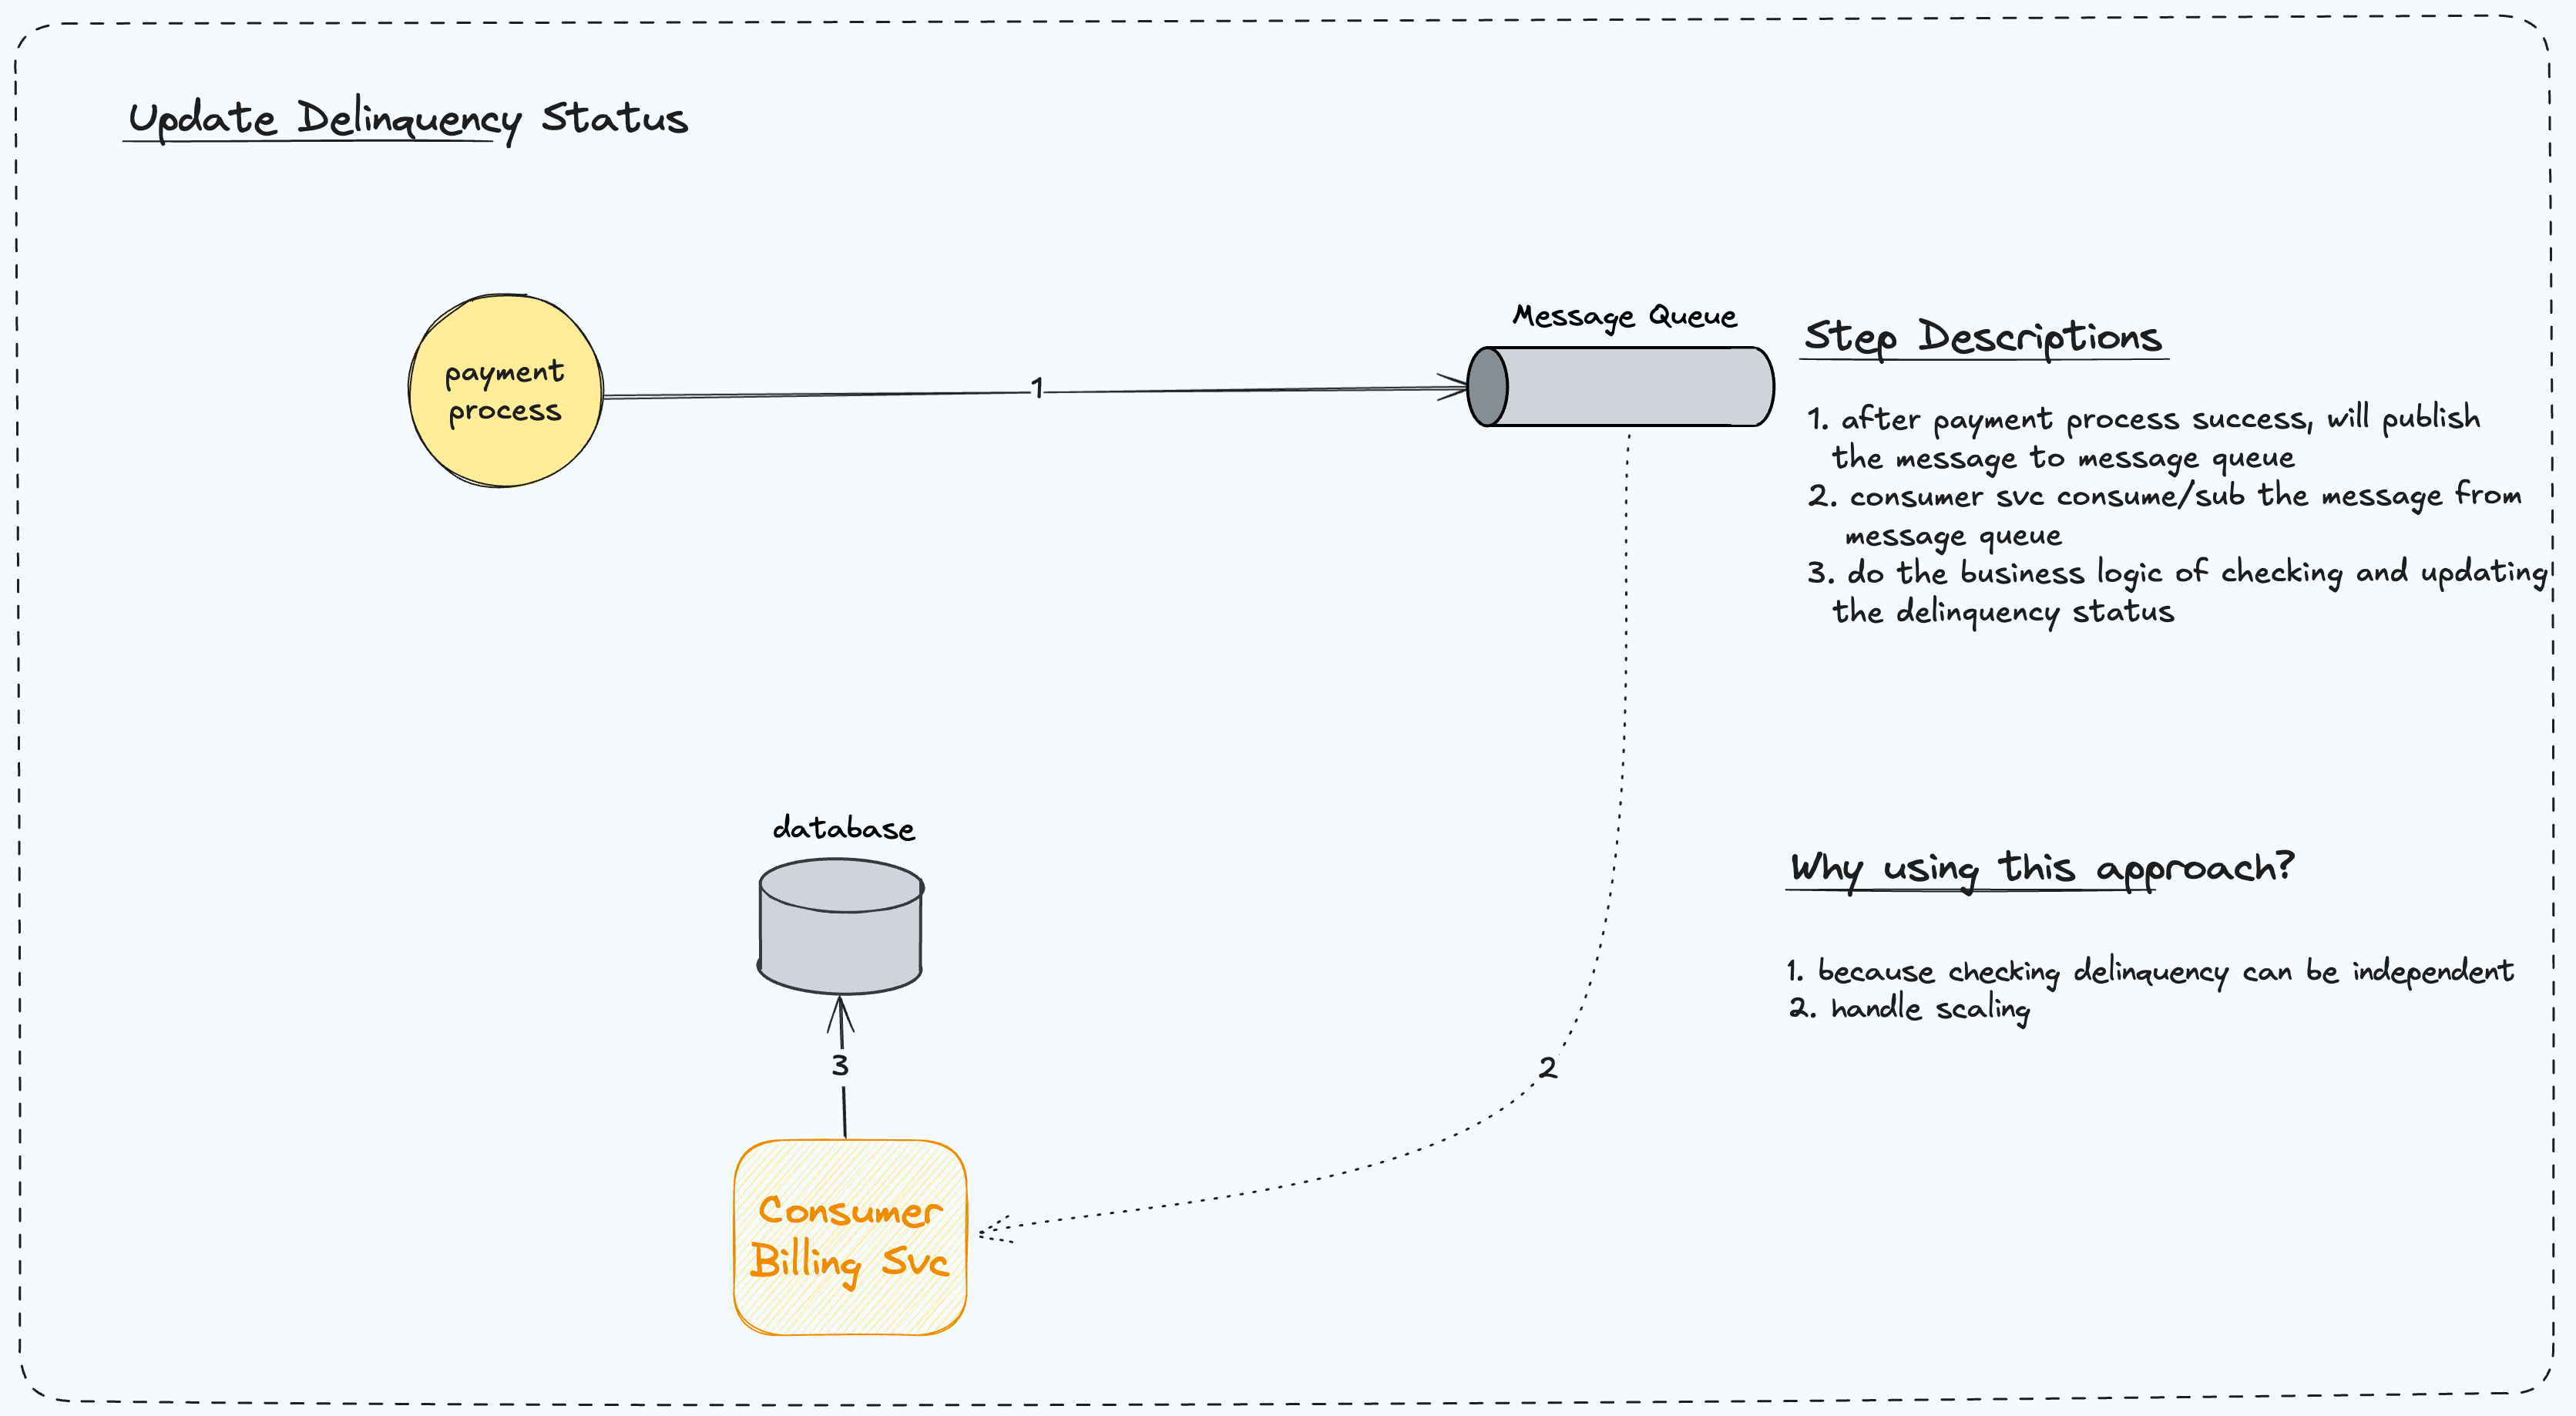 Update Delinquency Status
payment
process
1
Message Queue
Step Descriptions
1. after payment process success, will publish
the message to message queue
2. consumer svc consume/sub the message from
message queue
3. do the business logic of checking and updating
the delinquency status
database
3
2
Consumer
Billing Svc
Why using this approach?
1. because checking delinquency can be independent
2. handle scaling